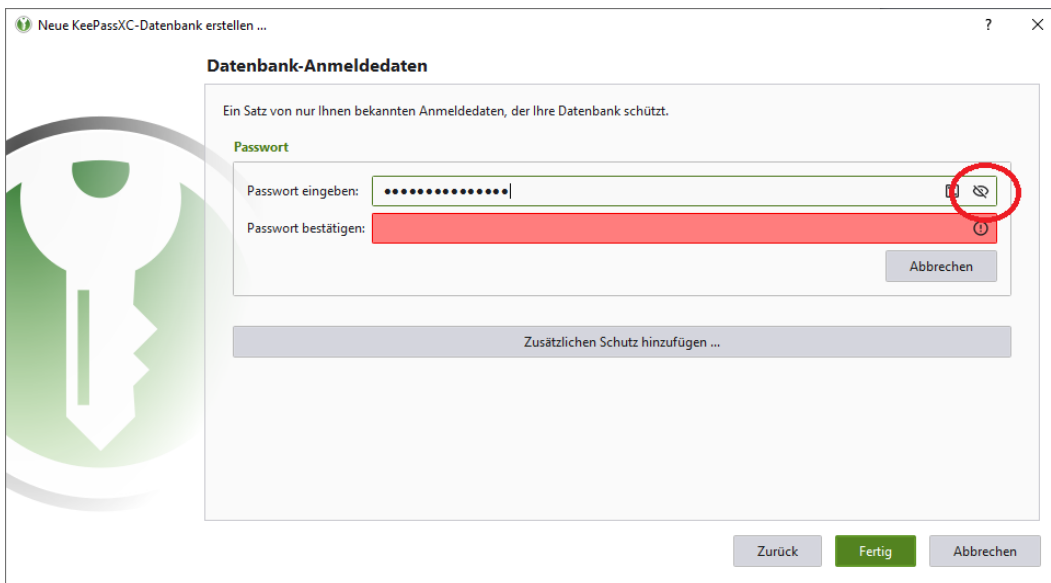 Neue KeePassXC-Datenbank erstellen ...
?
Datenbank-Anmeldedaten
Ein Satz von nur Ihnen bekannten Anmeldedaten, der Ihre Datenbank schützt.
Passwort
Passwort eingeben: ●●●●●●●●●●●●●●●
Passwort bestätigen:
Abbrechen
Zusätzlichen Schutz hinzufügen ...
Zurück Fertig Abbrechen